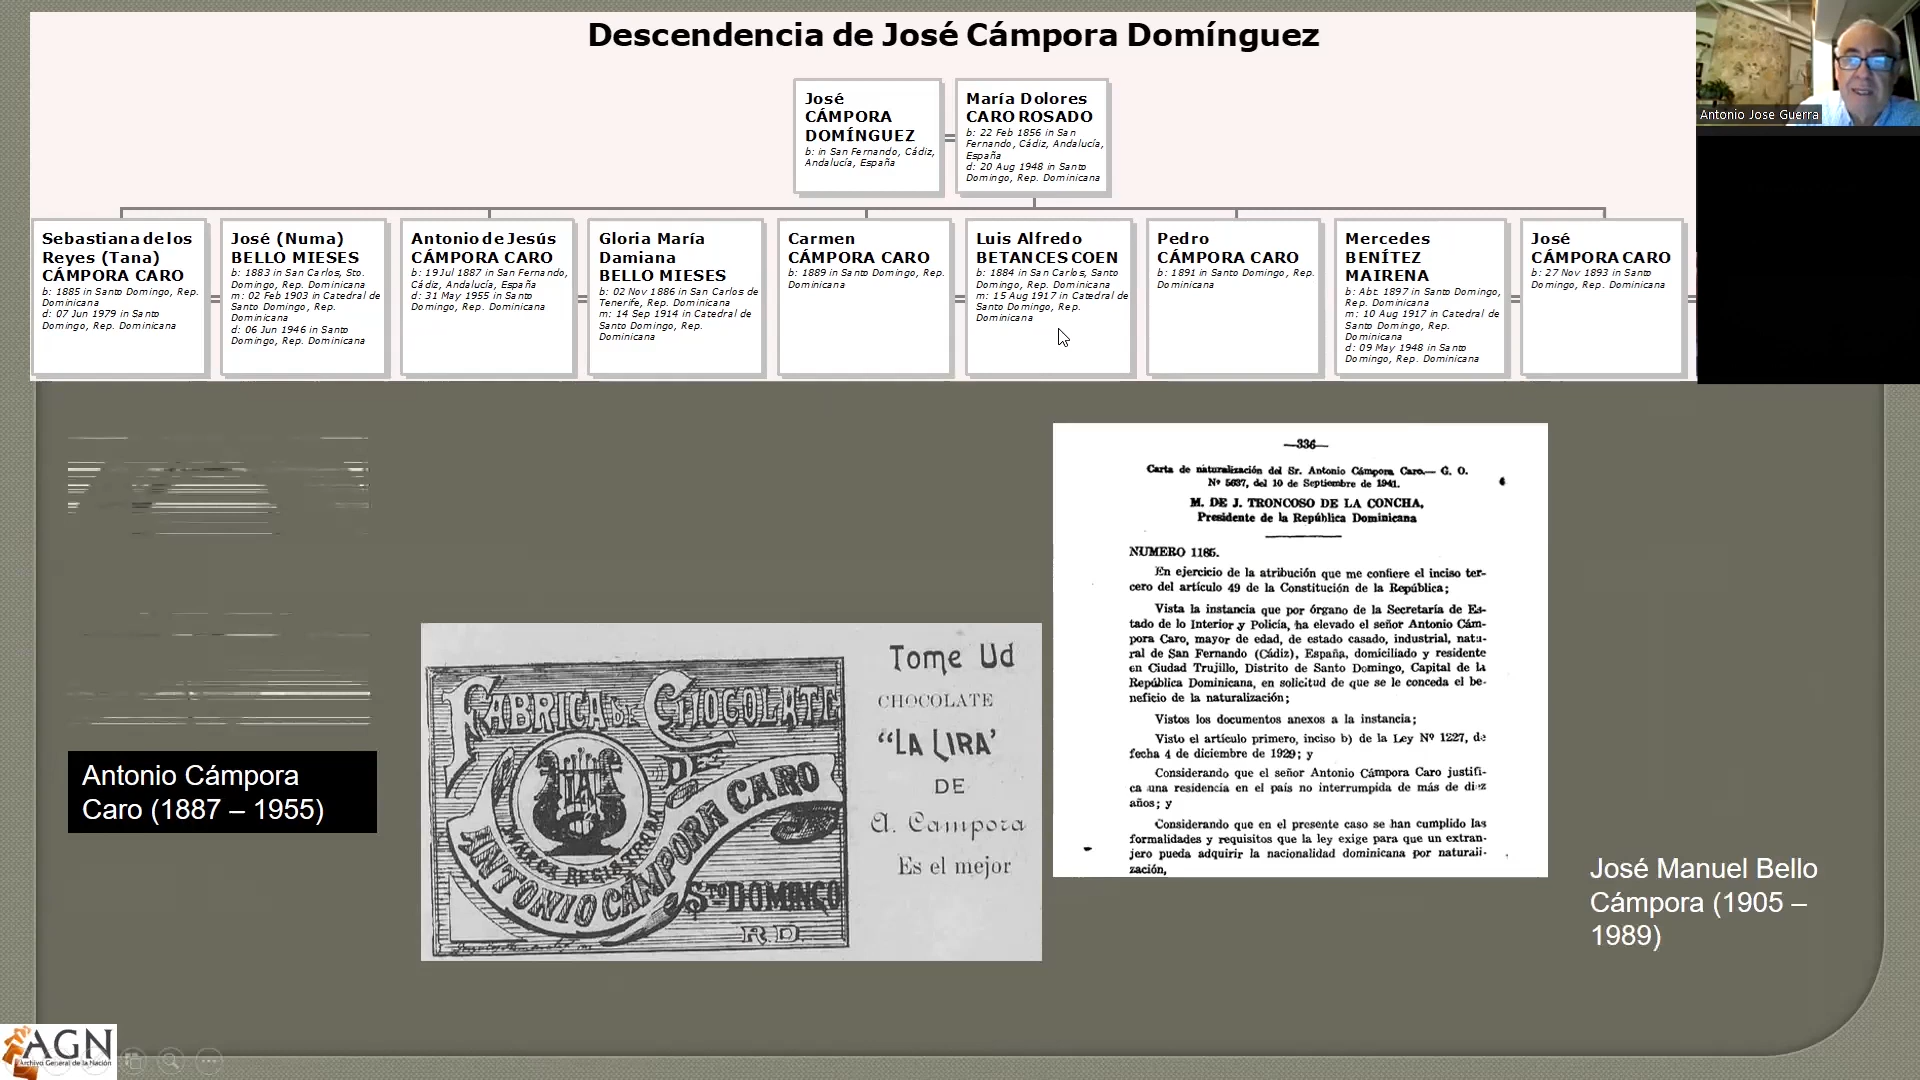 Descendencia de José Cámpora Domínguez
Antonio Jose Guerra
José
CÁMPORA
DOMÍNGUEZ
b: in San Fernando, Cádiz,
Andalucía, España
María Dolores
CARO ROSADO
b: 22 Feb 1856 in San
Fernando, Cádiz, Andalucía,
España
d: 20 Aug 1948 in Santo
Domingo, Rep. Dominicana
Sebastiana de los
Reyes (Tana)
CÁMPORA CARO
b: 1885 in Santo Domingo, Rep.
Dominicana
d: 07 Jun 1979 in Santo
Domingo, Rep. Dominicana
José (Numa)
BELLO MIESES
b: 1883 in San Carlos, Sto.
Domingo, Rep. Dominicana
m: 02 Feb 1903 in Catedral de
Santo Domingo, Rep.
Dominicana
d: 06 Jun 1946 in Santo
Domingo, Rep. Dominicana
Antonio de Jesús
CÁMPORA CARO
b: 19 Jul 1887 in San Fernando,
Cádiz, Andalucía, España
d: 31 May 1955 in Santo
Domingo, Rep. Dominicana
Gloria María
Damiana
BELLO MIESES
b: 02 Nov 1886 in San Carlos de
Tenerife, Rep. Dominicana
m: 14 Sep 1914 in Catedral de
Santo Domingo, Rep.
Dominicana
Carmen
CÁMPORA CARO
b: 1889 in Santo Domingo, Rep.
Dominicana
Luis Alfredo
BETANCES COEN
b: 1884 in San Carlos, Santo
Domingo, Rep. Dominicana
m: 15 Aug 1917 in Catedral de
Santo Domingo, Rep.
Dominicana
Pedro
CÁMPORA CARO
b: 1891 in Santo Domingo, Rep.
Dominicana
Mercedes
BENÍTEZ
MAIRENA
b: Abt. 1897 in Santo Domingo,
Rep. Dominicana
m: 10 Aug 1917 in Catedral de
Santo Domingo, Rep.
Dominicana
d: 09 May 1948 in Santo
Domingo, Rep. Dominicana
José
CÁMPORA CARO
b: 27 Nov 1893 in Santo
Domingo, Rep. Dominicana
Antonio Cámpora
Caro (1887 – 1955)
FABRICA DE CHOCOLATE
DE
LA LIRA
MARCA REGISTRADA
ANTONIO CAMPORA CARO
STO DOMINGO
R.D.
Tome Ud
CHOCOLATE
“LA LIRA’
DE
A. Campora
Es el mejor
—336—
Carta de naturalización del Sr. Antonio Cámpora Caro.— G. O.
Nº 5637, del 10 de Septiembre de 1941.
M. DE J. TRONCOSO DE LA CONCHA,
Presidente de la República Dominicana
NUMERO 1185.
En ejercicio de la atribución que me confiere el inciso ter-
cero del artículo 49 de la Constitución de la República;
Vista la instancia que por órgano de la Secretaría de Es-
tado de lo Interior y Policía, ha elevado el señor Antonio Cám-
pora Caro, mayor de edad, de estado casado, industrial, natu-
ral de San Fernando (Cádiz), España, domiciliado y residente
en Ciudad Trujillo, Distrito de Santo Domingo, Capital de la
República Dominicana, en solicitud de que se le conceda el be-
neficio de la naturalización;
Vistos los documentos anexos a la instancia;
Visto el artículo primero, inciso b) de la Ley Nº 1227, de
fecha 4 de diciembre de 1929; y
Considerando que el señor Antonio Cámpora Caro justifi-
ca una residencia en el país no interrumpida de más de diez
años; y
Considerando que en el presente caso se han cumplido las
formalidades y requisitos que la ley exige para que un extran-
jero pueda adquirir la nacionalidad dominicana por naturali-
zación,
José Manuel Bello
Cámpora (1905 –
1989)
AGN
Archivo General de la Nación